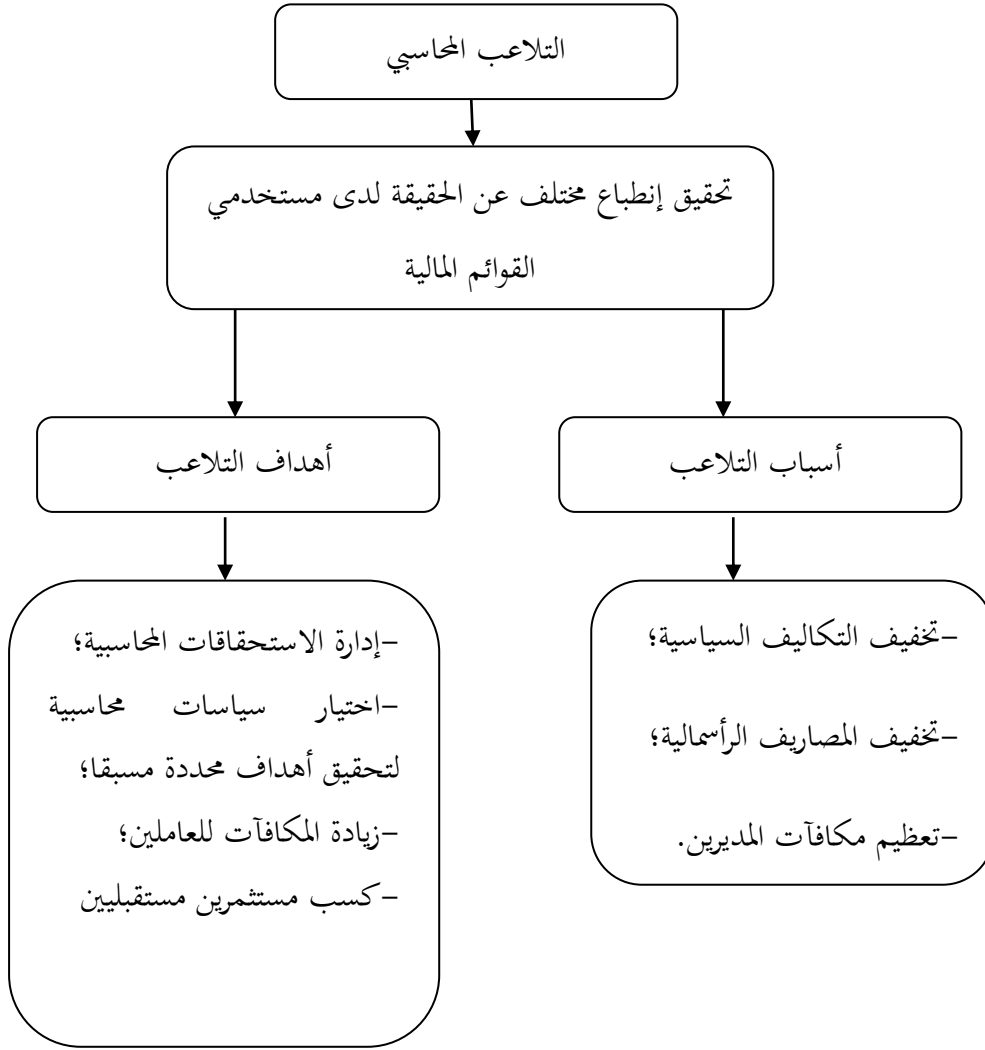 التلاعب المحاسبي
تحقيق إنطباع مختلف عن الحقيقة لدى مستخدمي
القوائم المالية
أسباب التلاعب
أهداف التلاعب
-تخفيف التكاليف السياسية؛
-تخفيف المصاريف الرأسمالية؛
-تعظيم مكافآت المديرين.
-إدارة الاستحقاقات المحاسبية؛
-اختيار سياسات محاسبية
لتحقيق أهداف محددة مسبقا؛
-زيادة المكافآت للعاملين؛
-كسب مستثمرين مستقبليين